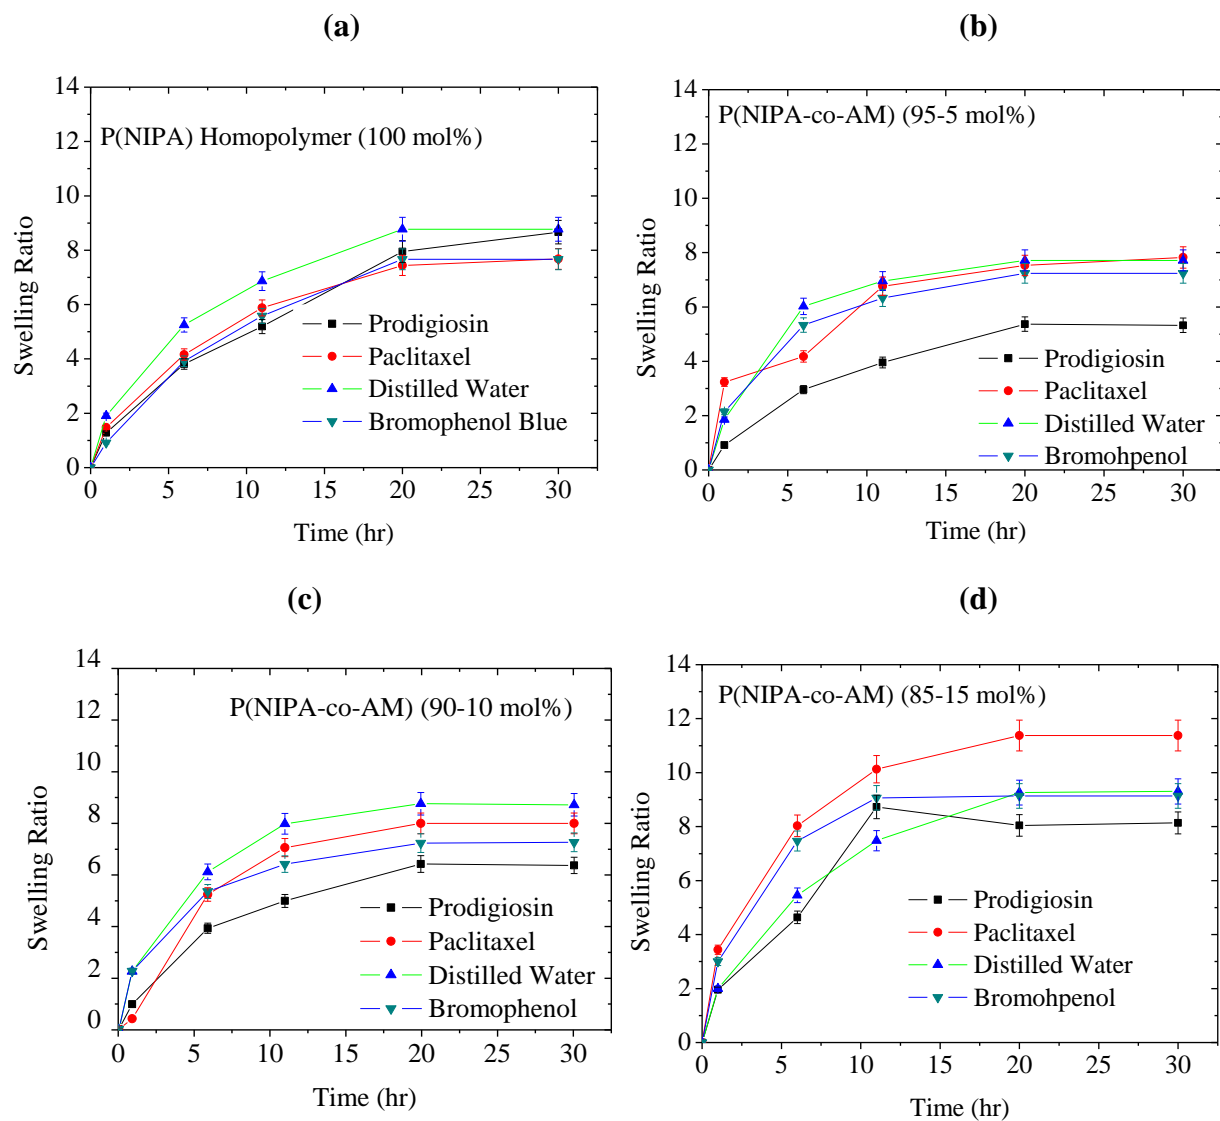 (a)
14
12
10
8
6
4
2
0
Swelling Ratio
P(NIPA) Homopolymer (100 mol%)
Prodigiosin
Paclitaxel
Distilled Water
Bromophenol Blue
0 5 10 15 20 25 30
Time (hr)
(b)
14
12
10
8
6
4
2
0
Swelling Ratio
P(NIPA-co-AM) (95-5 mol%)
Prodigiosin
Paclitaxel
Distilled Water
Bromohpenol
0 5 10 15 20 25 30
Time (hr)
(c)
14
12
10
8
6
4
2
0
Swelling Ratio
P(NIPA-co-AM) (90-10 mol%)
Prodigiosin
Paclitaxel
Distilled Water
Bromophenol
0 5 10 15 20 25 30
Time (hr)
(d)
14
12
10
8
6
4
2
0
Swelling Ratio
P(NIPA-co-AM) (85-15 mol%)
Prodigiosin
Paclitaxel
Distilled Water
Bromohpenol
0 5 10 15 20 25 30
Time (hr)